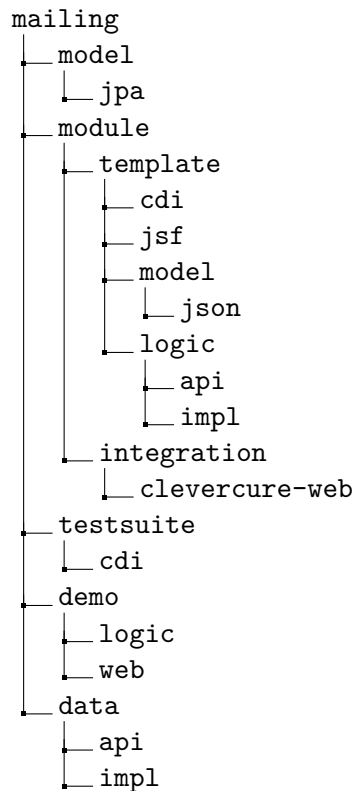 mailing
model
jpa
module
template
cdi
jsf
model
json
logic
api
impl
integration
clevercure-web
testsuite
cdi
demo
logic
web
data
api
impl